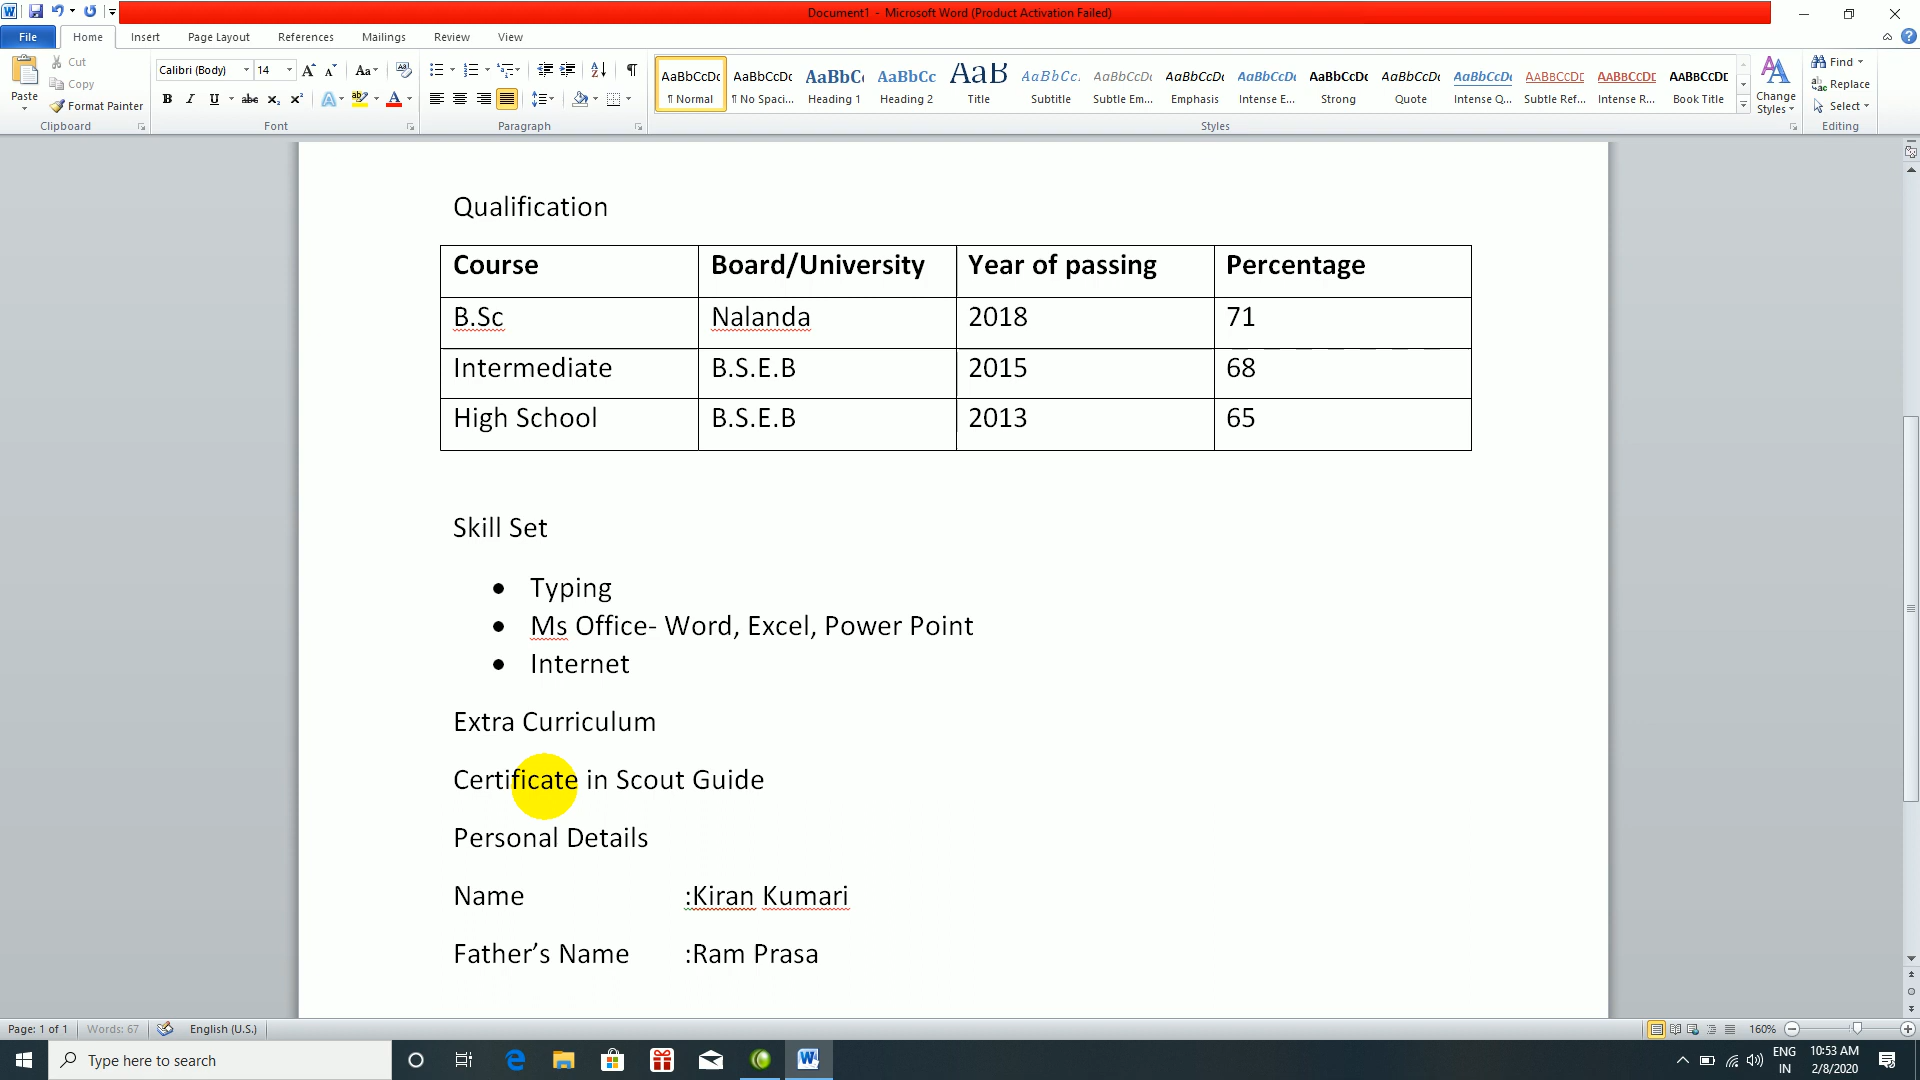 Document1 - Microsoft Word (Product Activation Failed)
File Home Insert Page Layout References Mailings Review View
Paste
Cut
Copy
Format Painter
Clipboard
Calibri (Body) 14
Font
Paragraph
AaBbCcDc AaBbCcDc AaBbC AaBbCc AaB AaBbCc. AaBbCcDc AaBbCcDc AaBbCcDc AaBbCcDc AaBbCcDc AaBbCcDc AaBbCcDc AaBbCcDc AaBbCcDc
¶ Normal ¶ No Spaci... Heading 1 Heading 2 Title Subtitle Subtle Em... Emphasis Intense E... Strong Quote Intense Q... Subtle Ref... Intense R... Book Title
Styles
Change Styles
Find
Replace
Select
Editing
Qualification
Course Board/University Year of passing Percentage
B.Sc Nalanda 2018 71
Intermediate B.S.E.B 2015 68
High School B.S.E.B 2013 65
Skill Set
• Typing
• Ms Office- Word, Excel, Power Point
• Internet
Extra Curriculum
Certificate in Scout Guide
Personal Details
Name :Kiran Kumari
Father’s Name :Ram Prasa
Page: 1 of 1 Words: 67 English (U.S.) 160%
Type here to search
ENG 10:53 AM
IN 2/8/2020